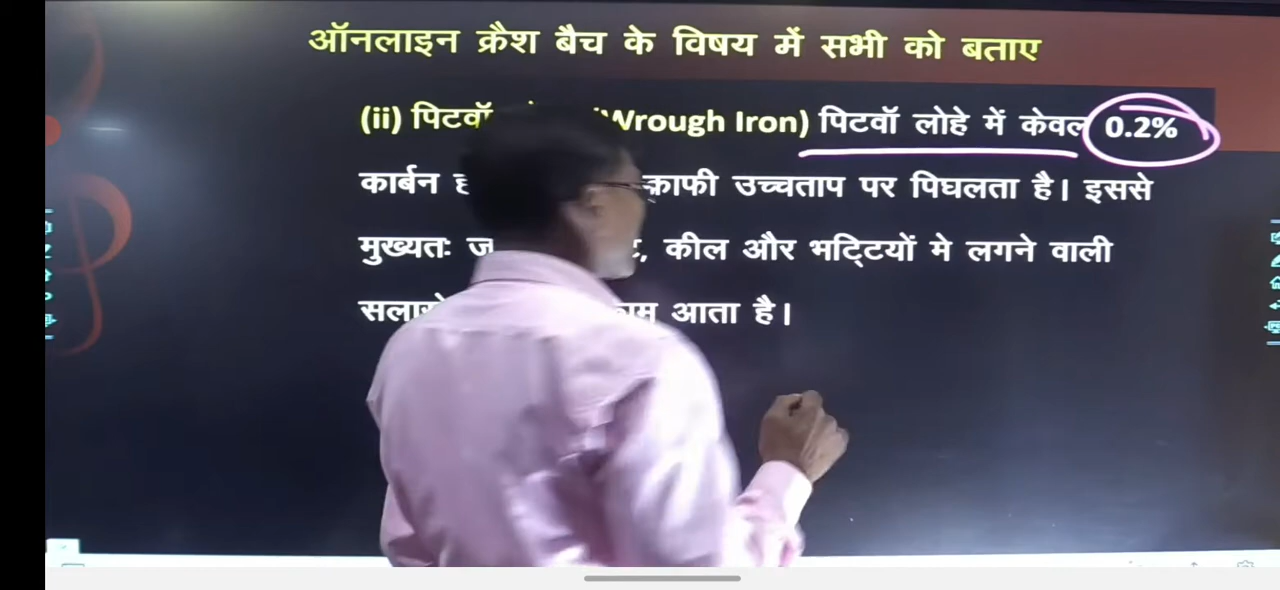 ऑनलाइन क्रैश बैच के विषय में सभी को बताए
(ii) (Wrough Iron) पिटवॉ लोहे में केवल 0.2%
कार्बन काफी उच्चताप पर पिघलता है। इससे
मुख्यतः कील और भट्टियों मे लगने वाली
आता है।